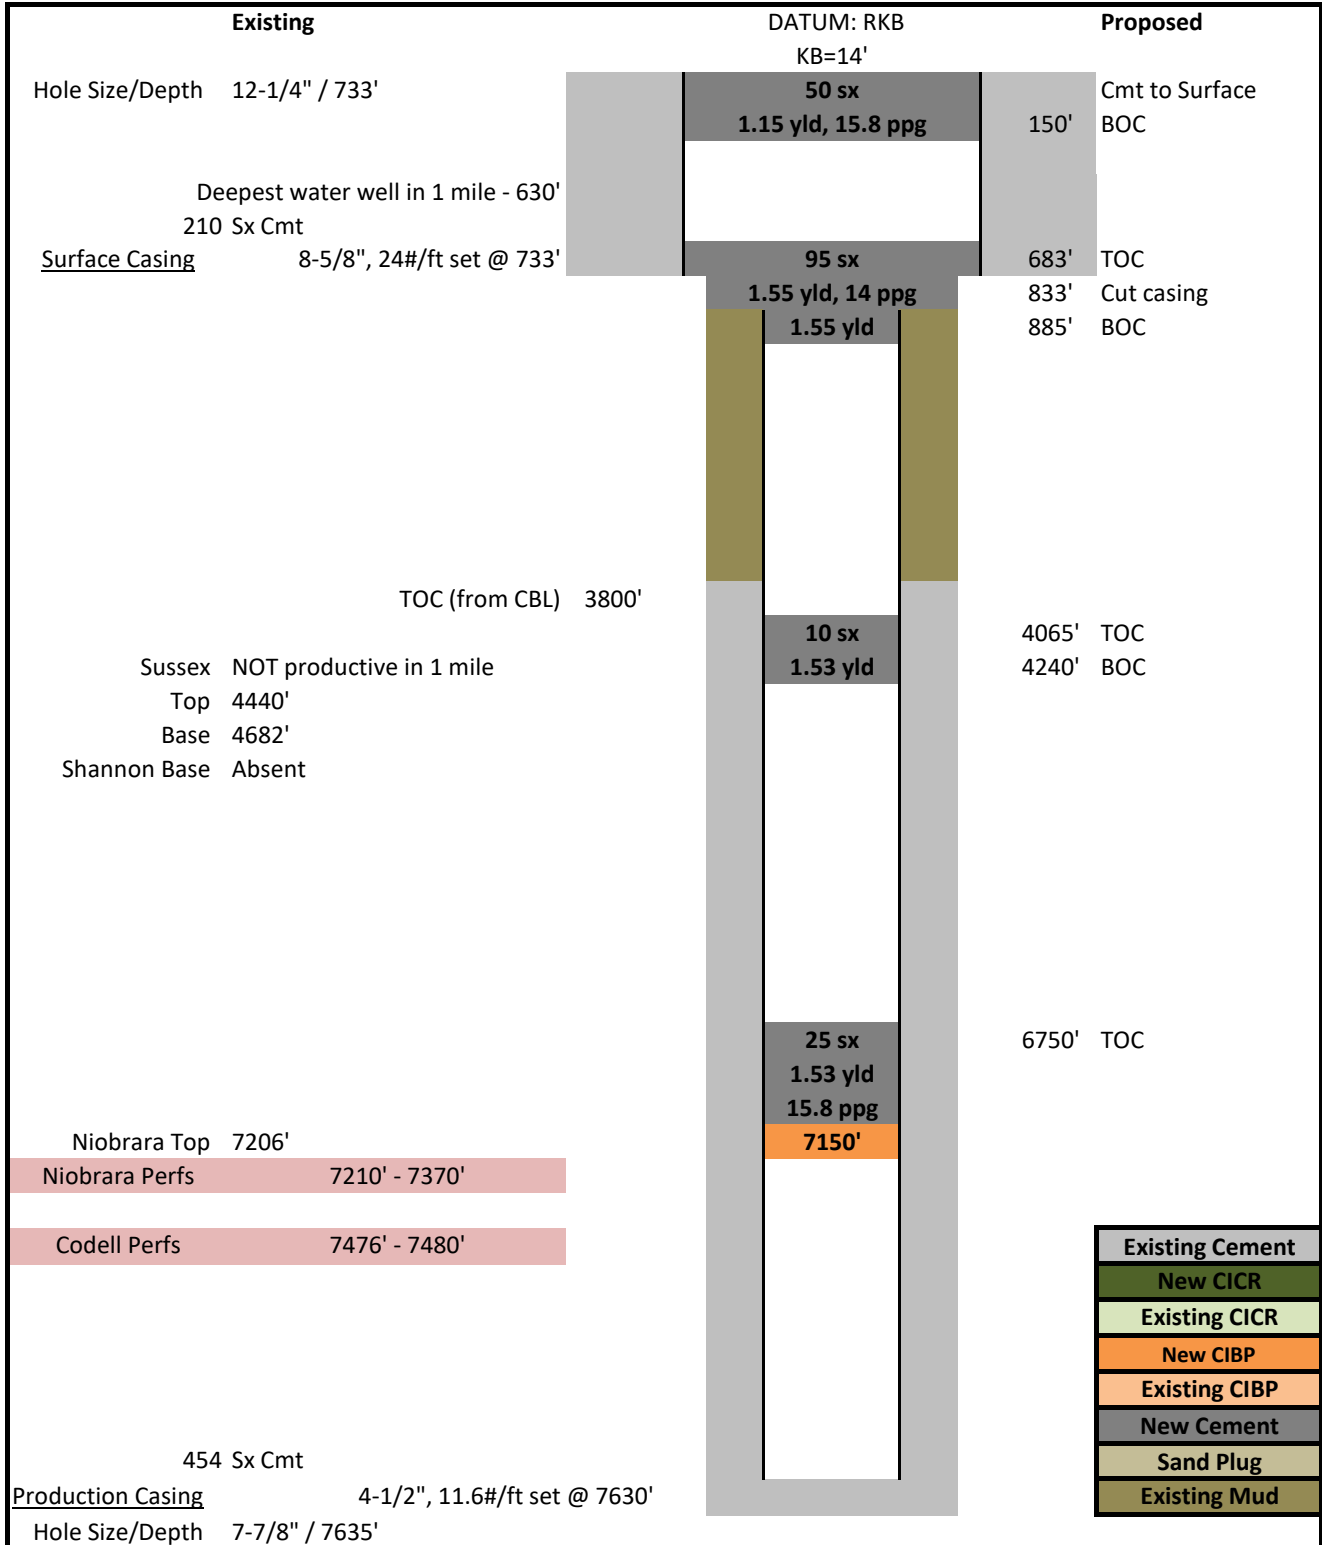 Existing DATUM: RKB Proposed
KB=14'
Hole Size/Depth 12-1/4" / 733' 50 sx Cmt to Surface
1.15 yld, 15.8 ppg 150' BOC
Deepest water well in 1 mile - 630'
210 Sx Cmt
Surface Casing 8-5/8", 24#/ft set @ 733' 95 sx 683' TOC
1.55 yld, 14 ppg 833' Cut casing
1.55 yld 885' BOC
TOC (from CBL) 3800'
10 sx 4065' TOC
Sussex NOT productive in 1 mile 1.53 yld 4240' BOC
Top 4440'
Base 4682'
Shannon Base Absent
25 sx 6750' TOC
1.53 yld
15.8 ppg
Niobrara Top 7206' 7150'
Niobrara Perfs 7210' - 7370'
Codell Perfs 7476' - 7480' Existing Cement
New CICR
Existing CICR
New CIBP
Existing CIBP
New Cement
454 Sx Cmt Sand Plug
Production Casing 4-1/2", 11.6#/ft set @ 7630' Existing Mud
Hole Size/Depth 7-7/8" / 7635'